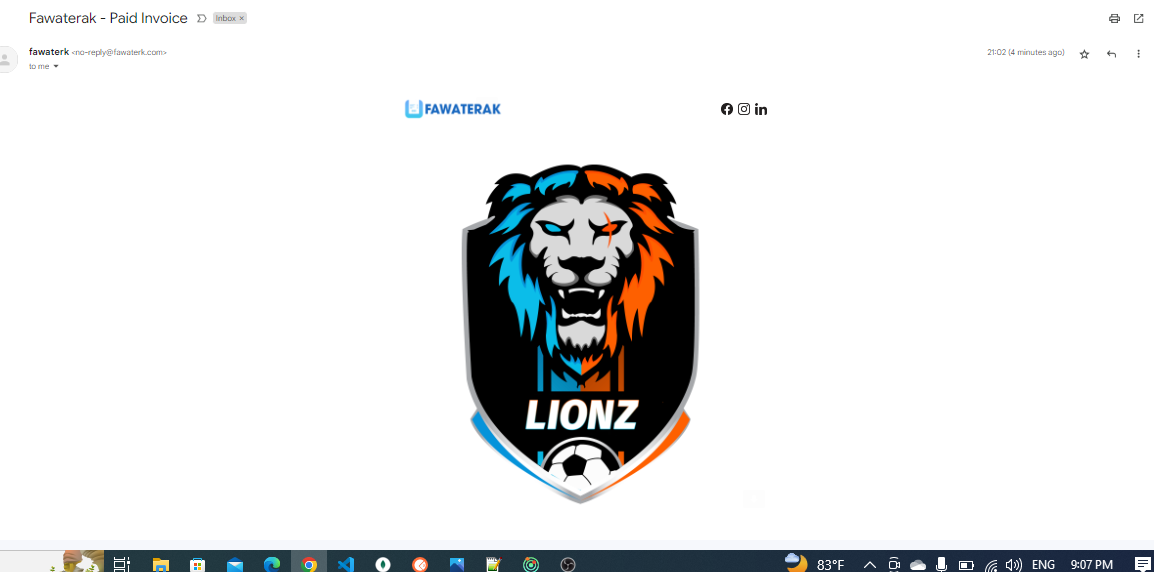 Fawaterak - Paid Invoice
Inbox ×
fawaterk <no-reply@fawaterk.com>
21:02 (4 minutes ago)
to me
FAWATERAK
LIONZ
83°F
ENG
9:07 PM